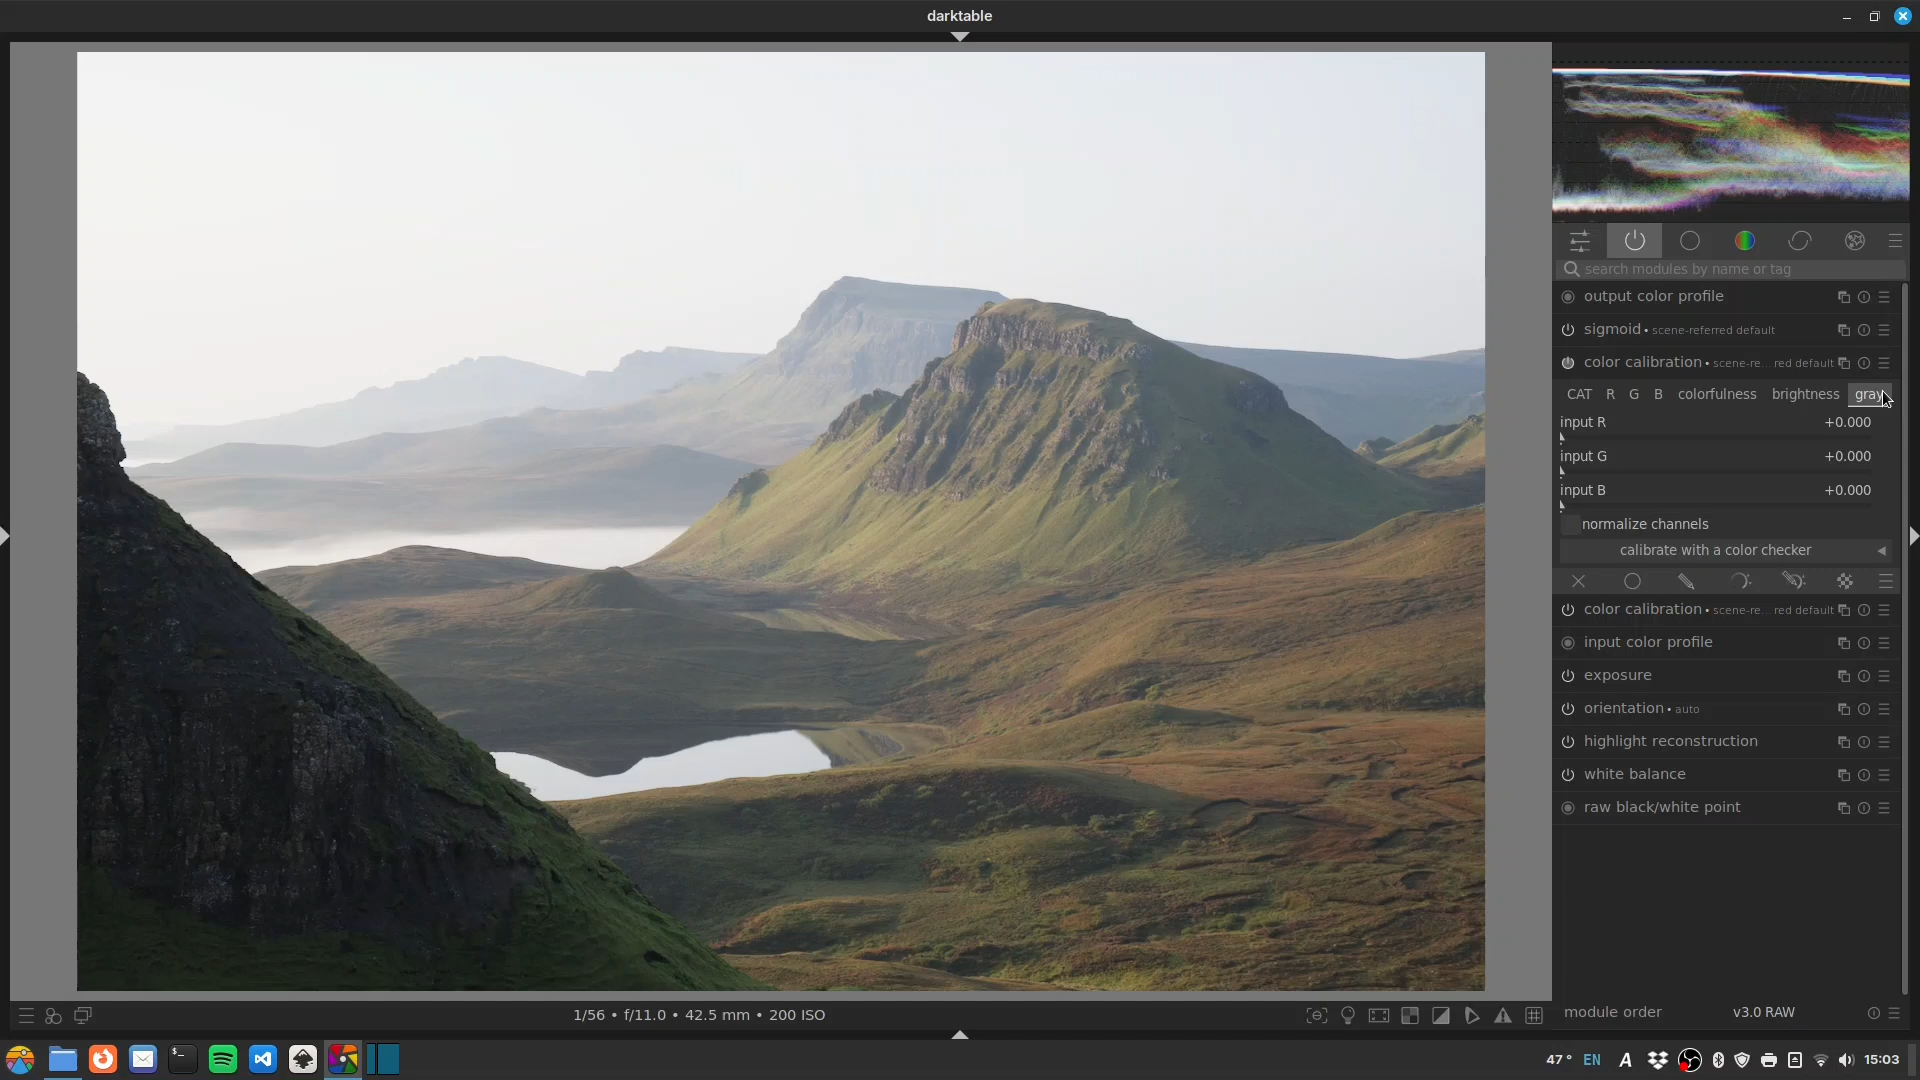 darktable
search modules by name or tag
output color profile
sigmoid • scene-referred default
color calibration • scene-re... red default
CAT R G B colorfulness brightness gray
input R +0.000
input G +0.000
input B +0.000
normalize channels
calibrate with a color checker
color calibration • scene-re... red default
input color profile
exposure
orientation • auto
highlight reconstruction
white balance
raw black/white point
1/56 • f/11.0 • 42.5 mm • 200 ISO
module order v3.0 RAW
47 ° EN A 15:03